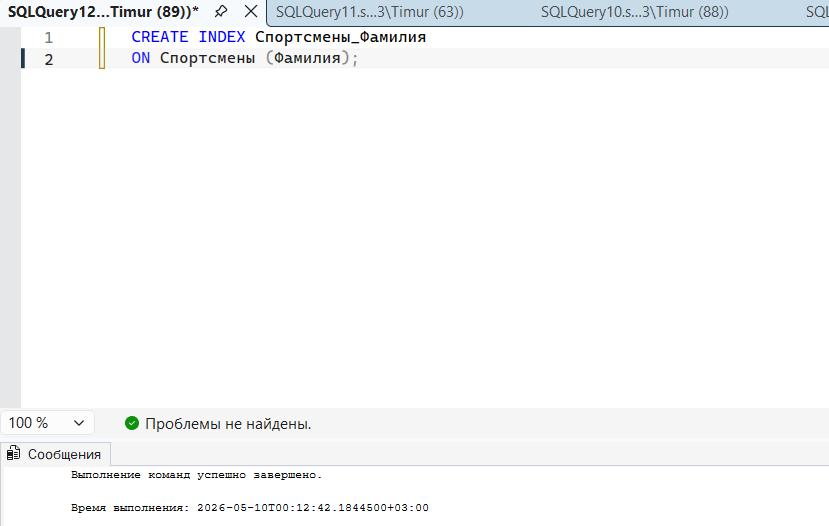 SQLQuery12...Timur (89))* SQLQuery11.s...3\Timur (63)) SQLQuery10.s...3\Timur (88)) SQL
1 CREATE INDEX Спортсмены_Фамилия
2 ON Спортсмены (Фамилия);
100 % Проблемы не найдены.
Сообщения
Выполнение команд успешно завершено.
Время выполнения: 2026-05-10T00:12:42.1844500+03:00